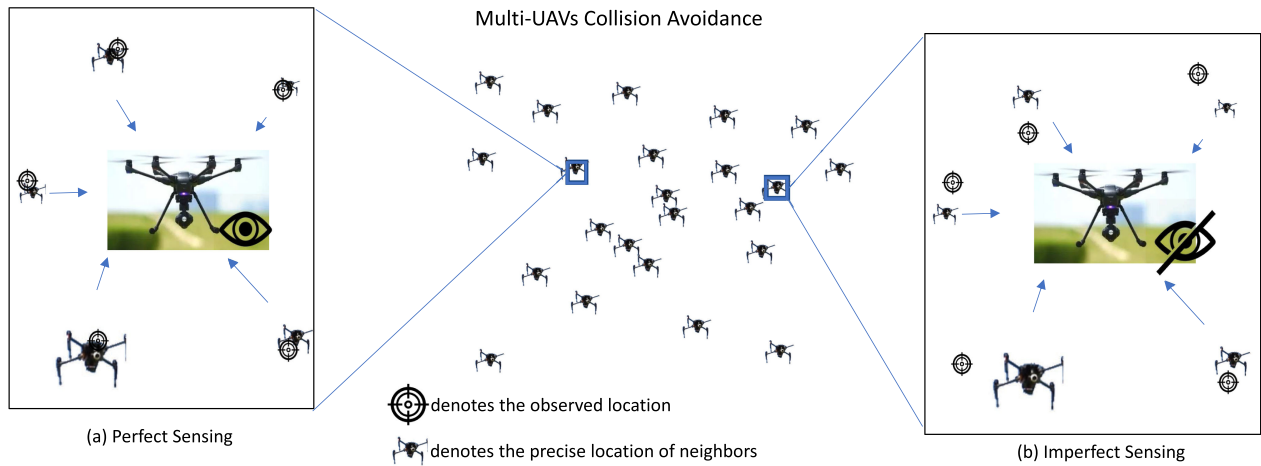 Multi-UAVs Collision Avoidance
denotes the observed location
denotes the precise location of neighbors
(a) Perfect Sensing
(b) Imperfect Sensing